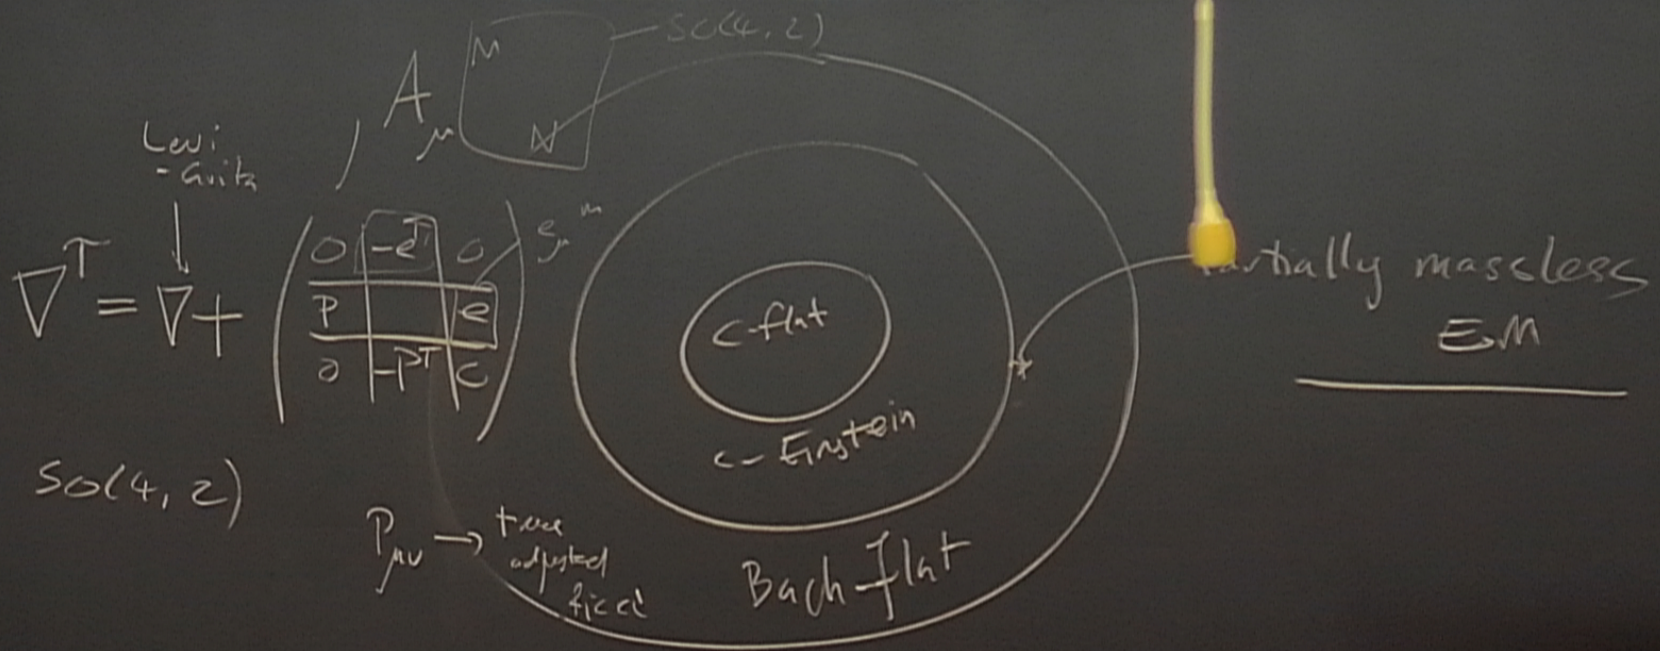 SO(4, 2)
, A_μ M N
Levi
-Civita
∇^T = ∇ +
0 -e^T 0
P e
0 -P^T C
e_μ^m
SO(4, 2)
P_μν → trace
adjusted
Ricci
C-flat
C-Einstein
Bach-flat
artially massless
EM